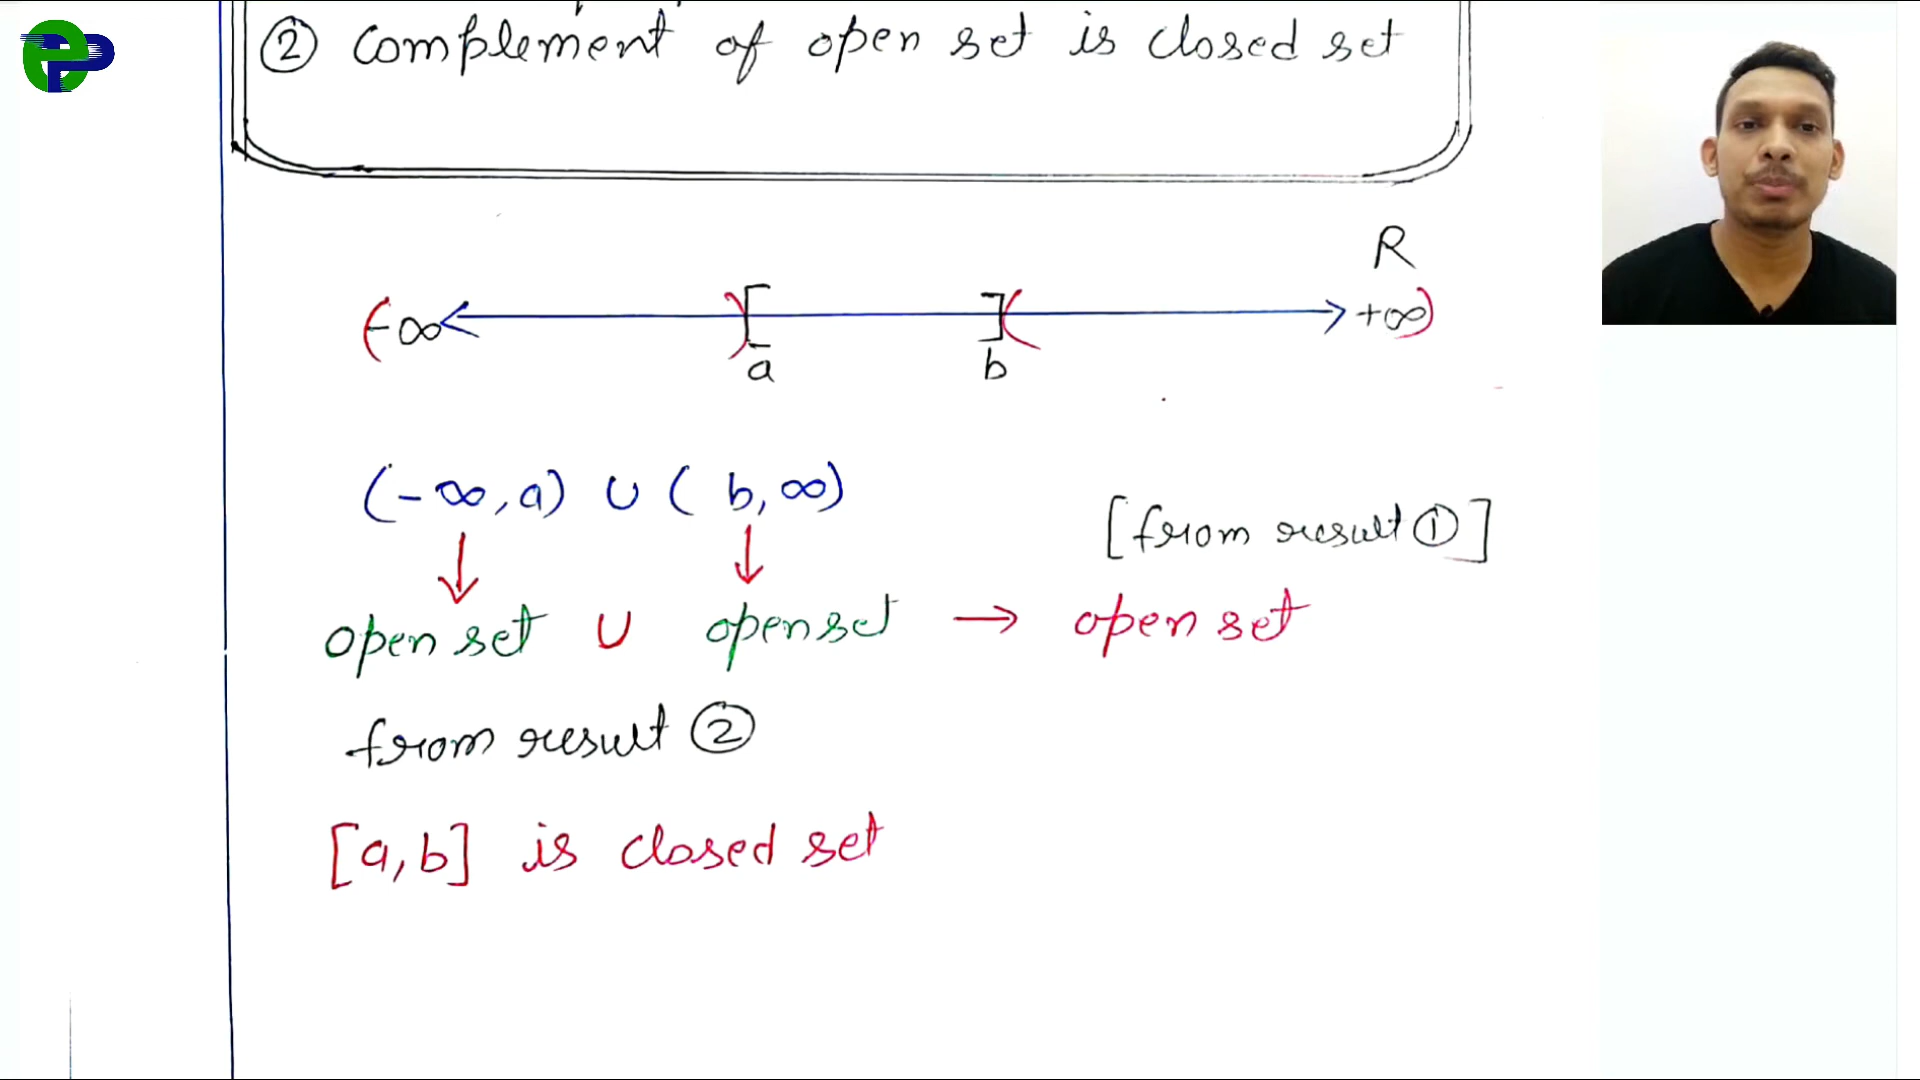 eP
② Complement of open set is closed set
R
(-∞ )[ ]( +∞)
a b
(-∞, a) ∪ (b, ∞)
[from result ①]
open set ∪ open set → open set
from result ②
[a, b] is closed set